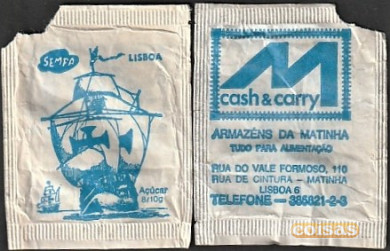 SEMPA
LISBOA
Açúcar
8/10g
M
cash & carry
ARMAZÉNS DA MATINHA
TUDO PARA ALIMENTAÇÃO
RUA DO VALE FORMOSO, 110
RUA DE CINTURA - MATINHA
LISBOA 6
TELEFONE - 385821-2-3
coisas